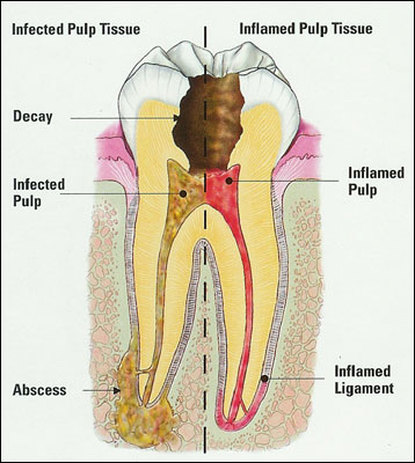 Infected Pulp Tissue
Inflamed Pulp Tissue
Decay
Infected
Pulp
Inflamed
Pulp
Abscess
Inflamed
Ligament